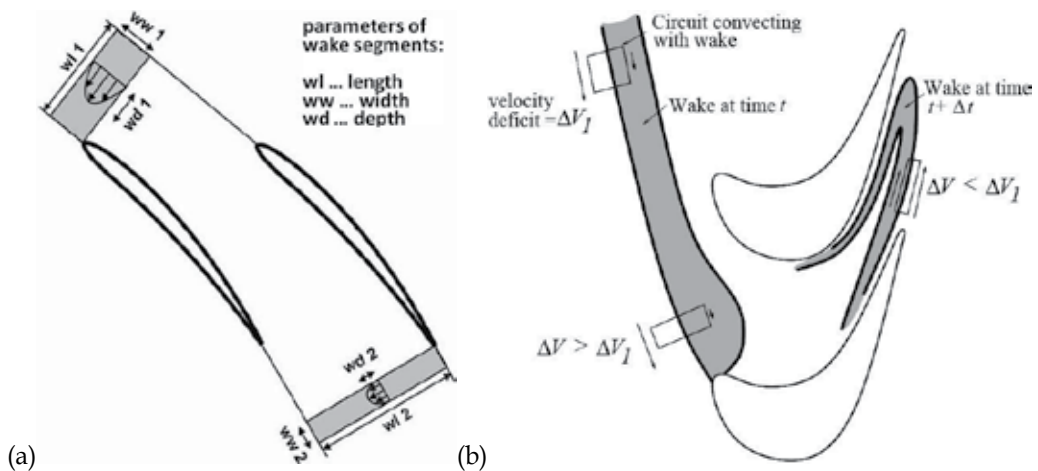 ww 1
wl 1
wd 1
parameters of
wake segments:
wl ... length
ww ... width
wd ... depth
wd 2
wl 2
ww 2
(a)
Circuit convecting
with wake
velocity
deficit =ΔV₁
Wake at time t
Wake at time
t+ Δt
ΔV < ΔV₁
ΔV > ΔV₁
(b)